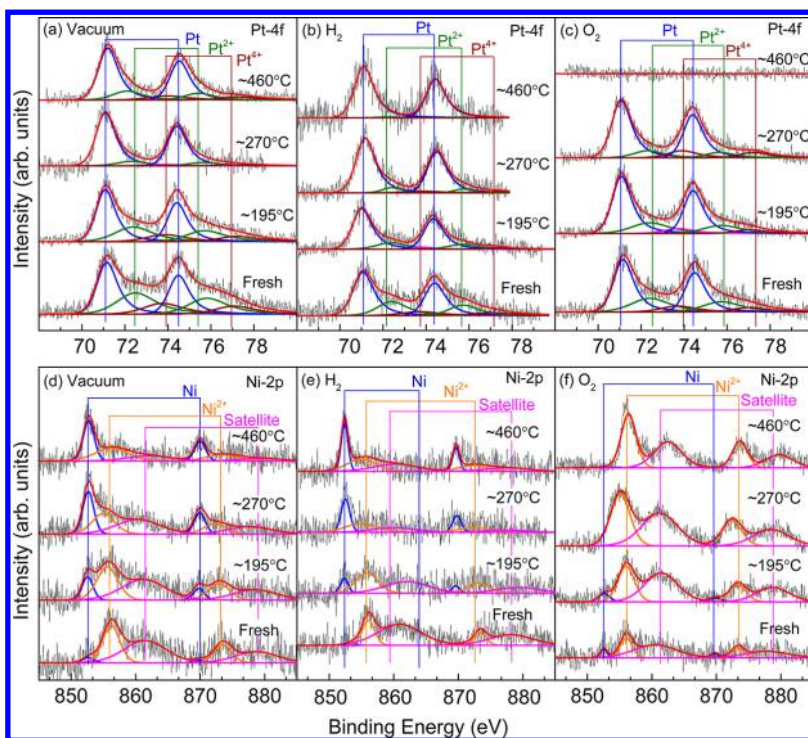 (a) Vacuum Pt-4f
Pt
Pt2+
Pt4+
~460°C
~270°C
~195°C
Fresh
70 72 74 76 78
(b) H2 Pt-4f
Pt
Pt2+
Pt4+
~460°C
~270°C
~195°C
Fresh
70 72 74 76 78
(c) O2 Pt-4f
Pt
Pt2+
Pt4+
~460°C
~270°C
~195°C
Fresh
70 72 74 76 78
Intensity (arb. units)
(d) Vacuum Ni-2p
Ni
Ni2+
Satellite
~460°C
~270°C
~195°C
Fresh
850 860 870 880
(e) H2 Ni-2p
Ni
Ni2+
Satellite
~460°C
~270°C
~195°C
Fresh
850 860 870 880
(f) O2 Ni-2p
Ni
Ni2+
Satellite
~460°C
~270°C
~195°C
Fresh
850 860 870 880
Intensity (arb. units)
Binding Energy (eV)